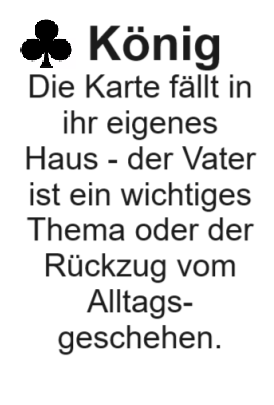 ♣ König
Die Karte fällt in
ihr eigenes
Haus - der Vater
ist ein wichtiges
Thema oder der
Rückzug vom
Alltags-
geschehen.